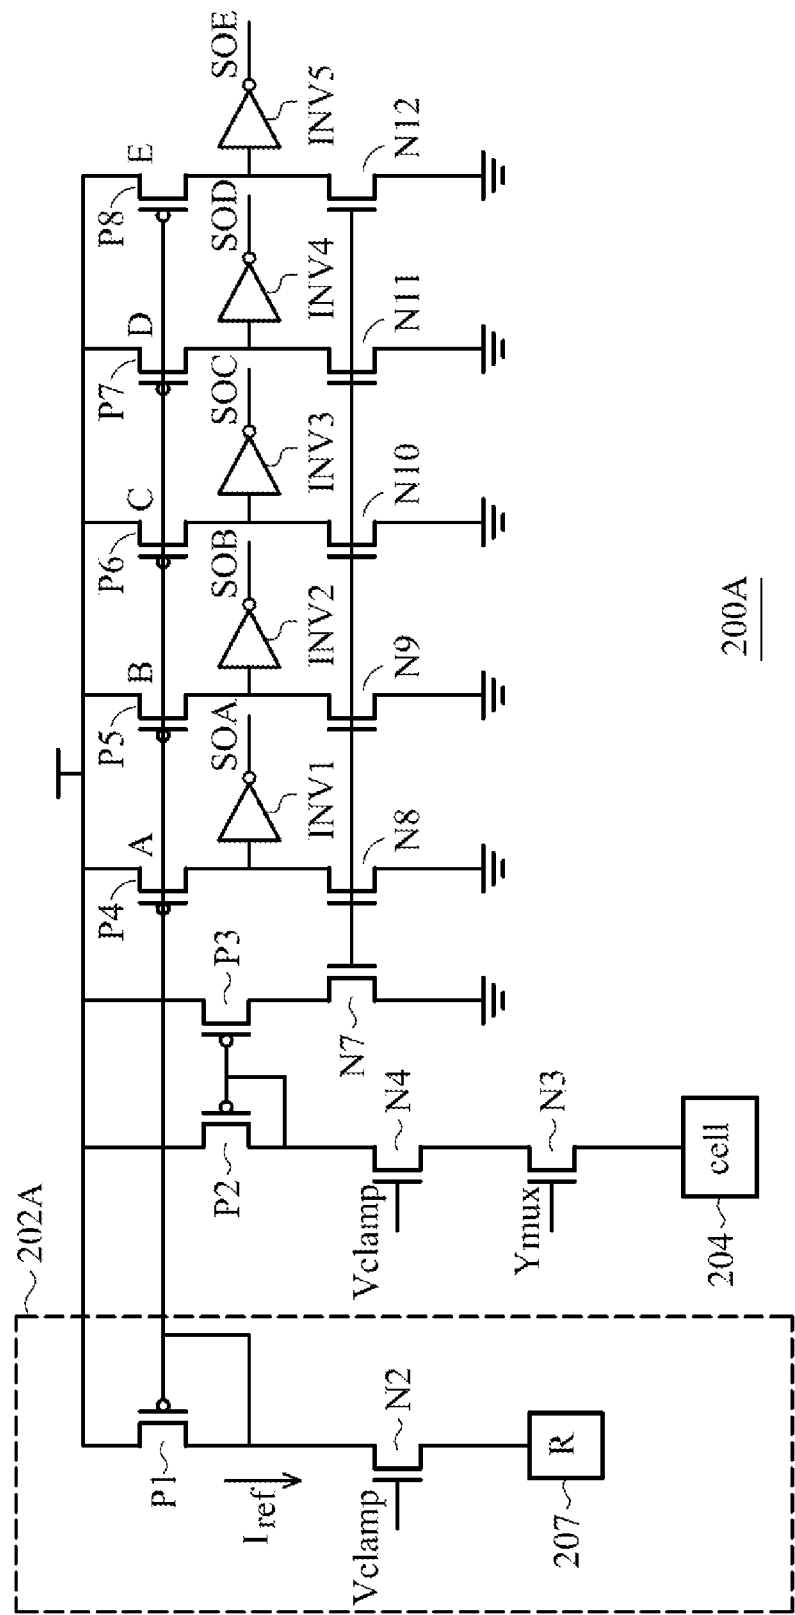 202A
P1
Iref
Vclamp
N2
R
207
P2
P3
Vclamp
N4
Ymux
N3
cell
204
N7
P4
A
SOA
INV1
N8
P5
B
SOB
INV2
N9
P6
C
SOC
INV3
N10
P7
D
SOD
INV4
N11
P8
E
SOE
INV5
N12
200A